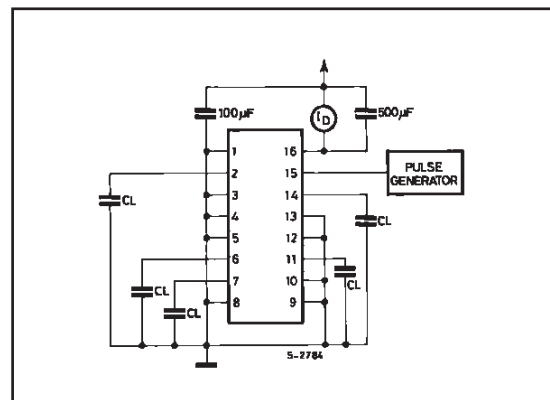 100µF
ID
500µF
1
16
2
15
PULSE
GENERATOR
3
14
CL
4
13
CL
5
12
6
11
CL
7
10
CL
8
9
CL
S-2784